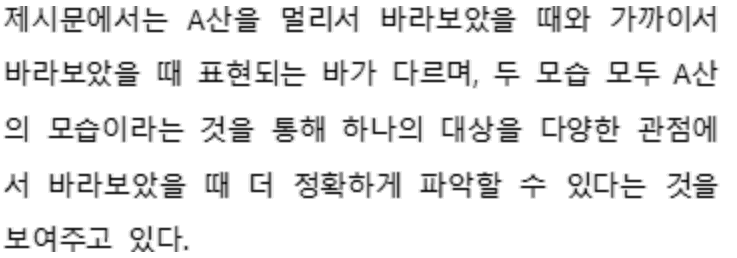 제시문에서는 A산을 멀리서 바라보았을 때와 가까이서
바라보았을 때 표현되는 바가 다르며, 두 모습 모두 A산
의 모습이라는 것을 통해 하나의 대상을 다양한 관점에
서 바라보았을 때 더 정확하게 파악할 수 있다는 것을
보여주고 있다.